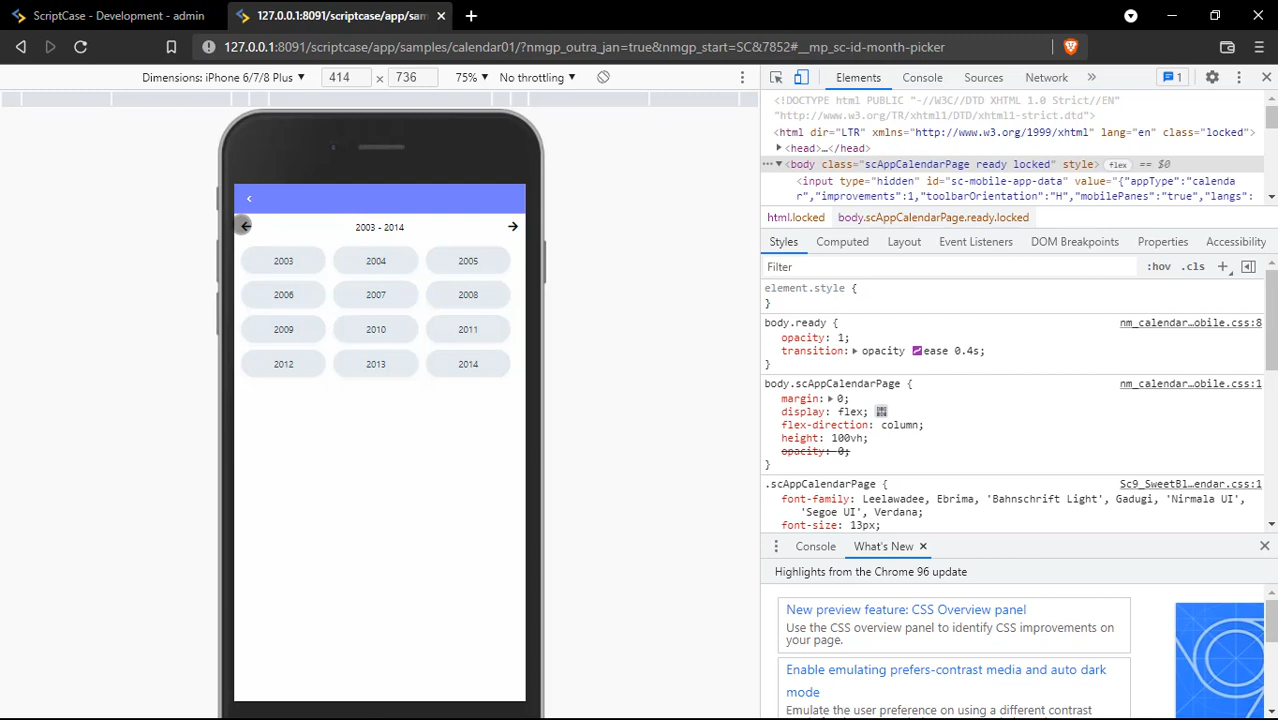 ScriptCase - Development - admin
127.0.0.1:8091/scriptcase/app/sam
127.0.0.1:8091/scriptcase/app/samples/calendar01/?nmgp_outra_jan=true&nmgp_start=SC&7852#__mp_sc-id-month-picker
Dimensions: iPhone 6/7/8 Plus 414 × 736 75% No throttling
Elements Console Sources Network 1
<!DOCTYPE html PUBLIC "-//W3C//DTD XHTML 1.0 Strict//EN"
"http://www.w3.org/TR/xhtml1/DTD/xhtml1-strict.dtd">
<html dir="LTR" xmlns="http://www.w3.org/1999/xhtml" lang="en" class="locked">
<head>…</head>
<body class="scAppCalendarPage ready locked" style> flex == $0
<input type="hidden" id="sc-mobile-app-data" value="{"appType":"calenda
r","improvements":1,"toolbarOrientation":"H","mobilePanes":"true","langs":
html.locked body.scAppCalendarPage.ready.locked
Styles Computed Layout Event Listeners DOM Breakpoints Properties Accessibility
Filter :hov .cls
element.style {
}
body.ready { nm_calendar…obile.css:8
opacity: 1;
transition: opacity ease 0.4s;
}
body.scAppCalendarPage { nm_calendar…obile.css:1
margin: 0;
display: flex;
flex-direction: column;
height: 100vh;
opacity: 0;
}
.scAppCalendarPage { Sc9_SweetBl…endar.css:1
font-family: Leelawadee, Ebrima, 'Bahnschrift Light', Gadugi, 'Nirmala UI',
'Segoe UI', Verdana;
font-size: 13px;
Console What's New
Highlights from the Chrome 96 update
New preview feature: CSS Overview panel
Use the CSS overview panel to identify CSS improvements on
your page.
Enable emulating prefers-contrast media and auto dark
mode
Emulate the user preference on using a different contrast
2003 - 2014
2003 2004 2005
2006 2007 2008
2009 2010 2011
2012 2013 2014